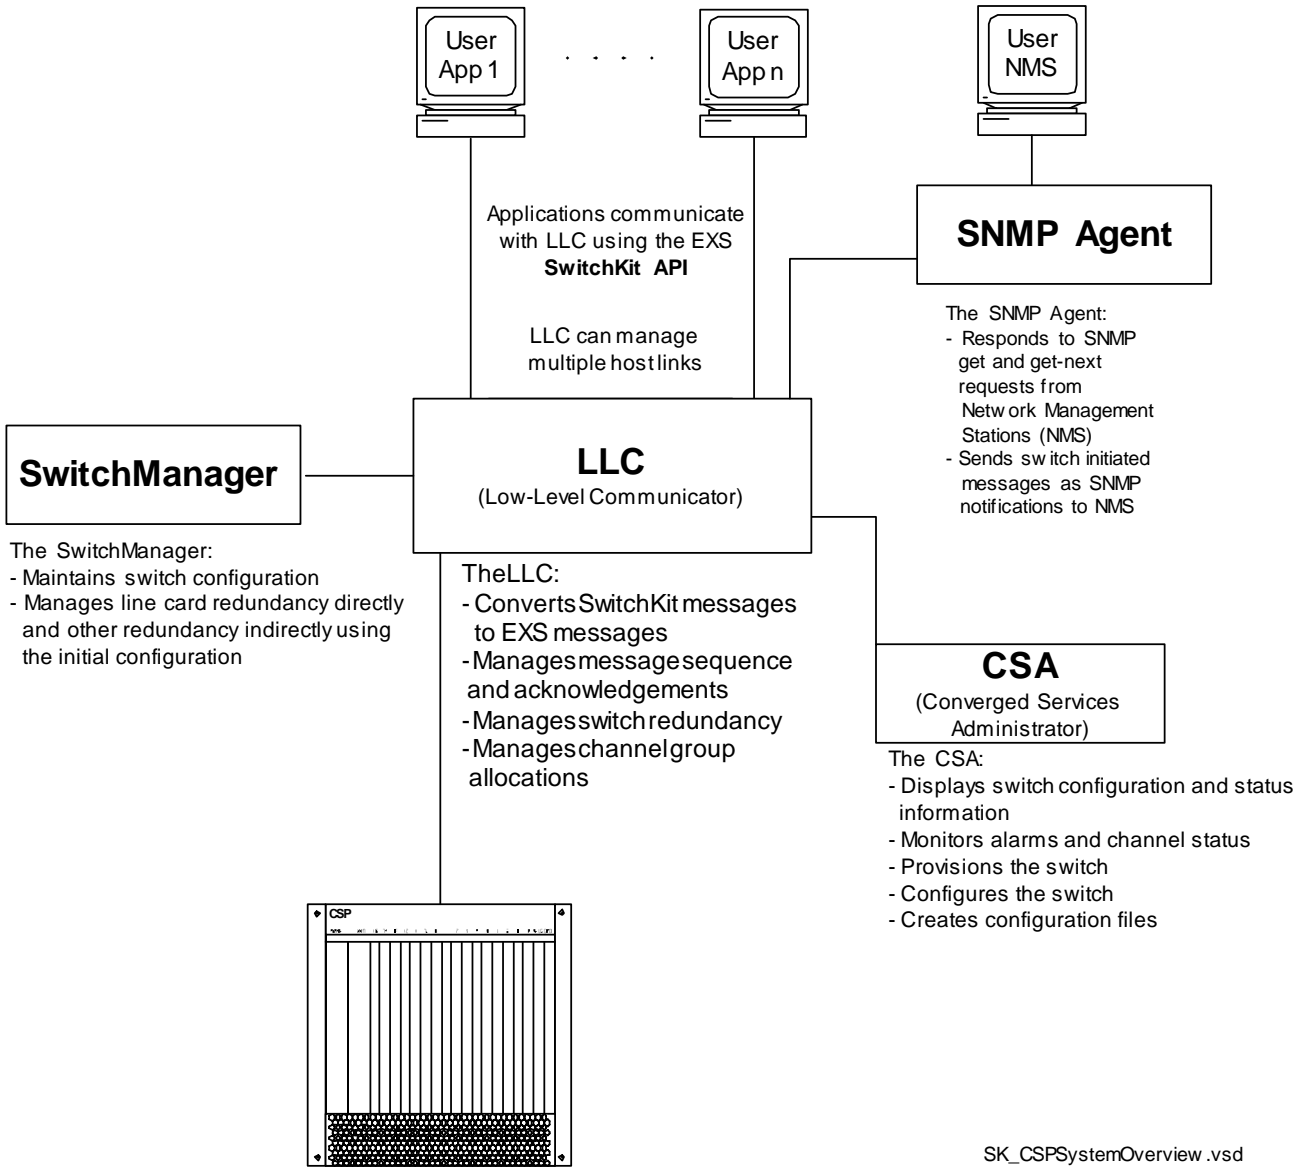 User
App 1
. . . .
User
App n
User
NMS
Applications communicate
with LLC using the EXS
SwitchKit API
LLC can manage
multiple host links
SNMP Agent
The SNMP Agent:
- Responds to SNMP
get and get-next
requests from
Network Management
Stations (NMS)
- Sends switch initiated
messages as SNMP
notifications to NMS
SwitchManager
The SwitchManager:
- Maintains switch configuration
- Manages line card redundancy directly
and other redundancy indirectly using
the initial configuration
LLC
(Low-Level Communicator)
The LLC:
- Converts SwitchKit messages
to EXS messages
- Manages message sequence
and acknowledgements
- Manages switch redundancy
- Manages channel group
allocations
CSA
(Converged Services
Administrator)
The CSA:
- Displays switch configuration and status
information
- Monitors alarms and channel status
- Provisions the switch
- Configures the switch
- Creates configuration files
CSP
SK_CSPSystemOverview.vsd